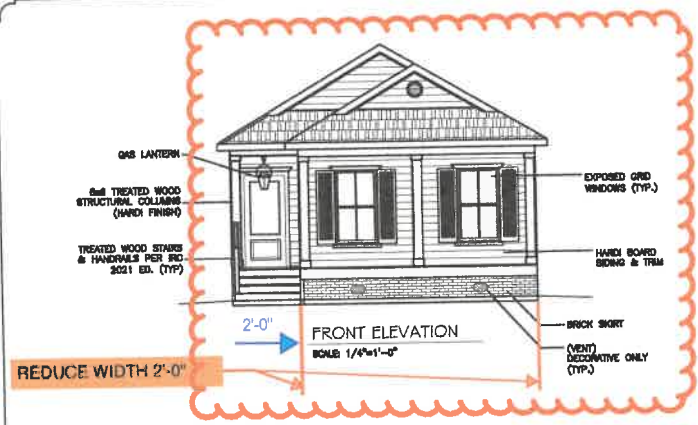 GAS LANTERN
6x6 TREATED WOOD
STRUCTURAL COLUMNS
(HARDI FINISH)
TREATED WOOD STAIRS
& HANDRAILS PER IRC
2021 ED. (TYP)
EXPOSED GRID
WINDOWS (TYP.)
HARDI BOARD
SIDING & TRIM
BRICK SKIRT
(VENT)
DECORATIVE ONLY
(TYP.)
2'-0"
FRONT ELEVATION
SCALE: 1/4"=1'-0"
REDUCE WIDTH 2'-0"